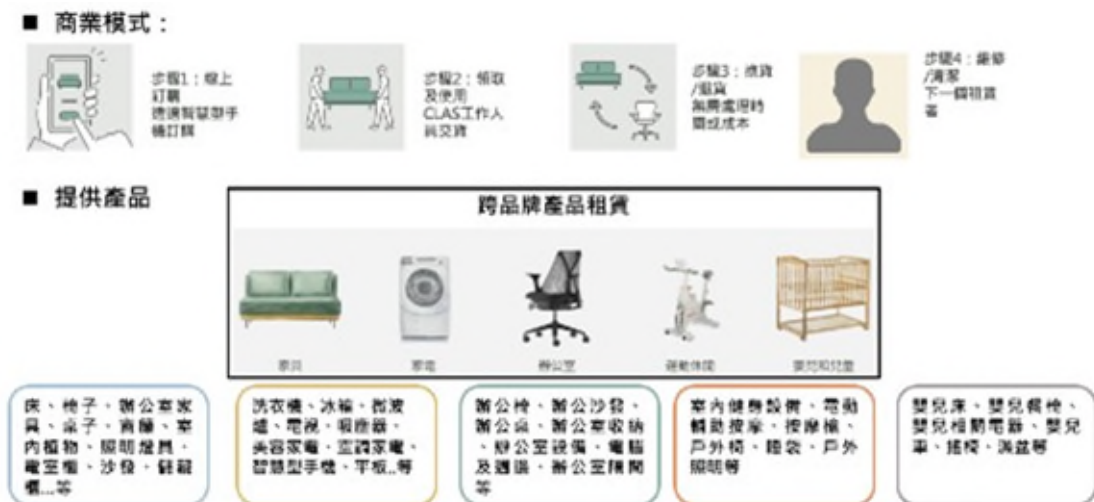 ■ 商業模式：
步驟1：線上
訂購
透過智慧型手
機訂購
步驟2：領取
及使用
CLAS工作人
員交貨
步驟3：換貨
/退貨
無需處理時
間或成本
步驟4：維修
/清潔
下一個租賃
者
■ 提供產品
跨品牌產品租賃
家具
家電
辦公室
運動休閒
嬰兒和兒童
床、椅子、辦公室家
具、桌子、窗簾、室
內植物、照明燈具、
電室櫃、沙發、儲藏
櫃...等
洗衣機、冰箱、微波
爐、電視、吸塵器、
美容家電、空調家電、
智慧型手機、平板..等
辦公椅、辦公沙發、
辦公桌、辦公室收納
、辦公室設備、電腦
及週邊、辦公室隔間
等
室內健身設備、電動
輔助按摩、按摩槍、
戶外椅、睡袋、戶外
照明等
嬰兒床、嬰兒餐椅、
嬰兒相關電器、嬰兒
車、搖椅、澡盆等